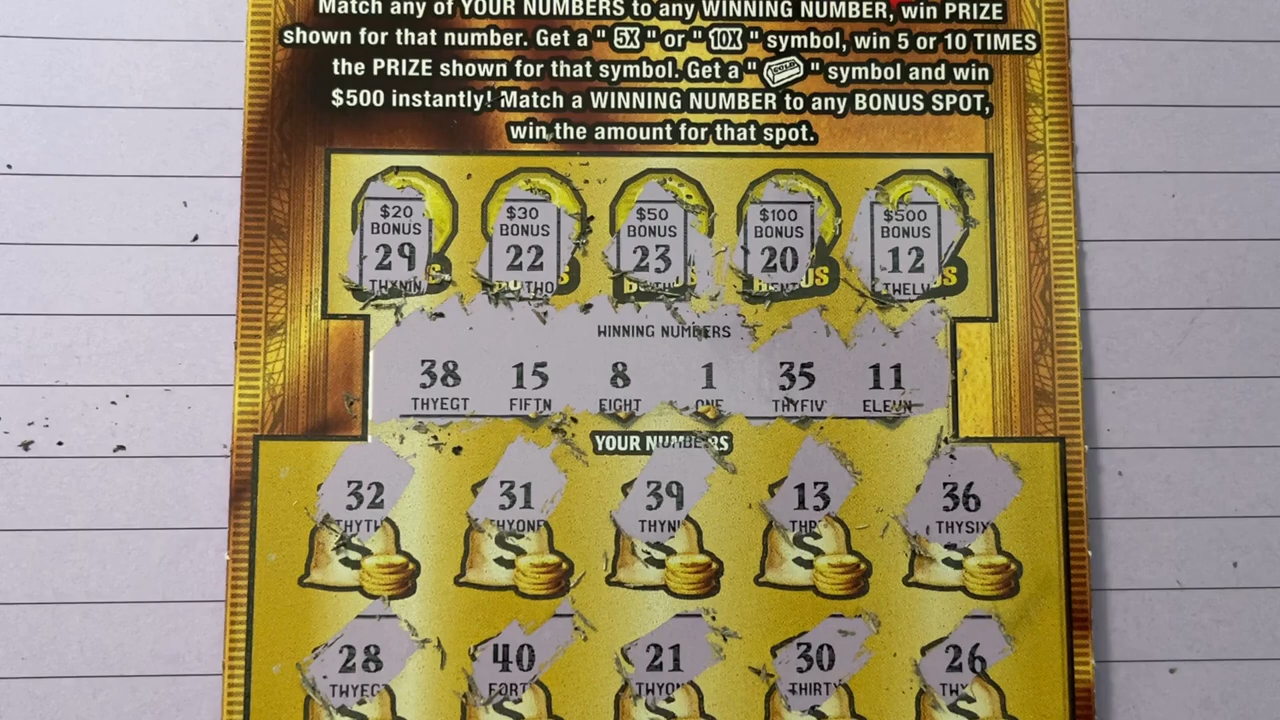 Match any of YOUR NUMBERS to any WINNING NUMBER, win PRIZE
shown for that number. Get a " 5X " or " 10X " symbol, win 5 or 10 TIMES
the PRIZE shown for that symbol. Get a " GOLD " symbol and win
$500 instantly! Match a WINNING NUMBER to any BONUS SPOT,
win the amount for that spot.
$20 $30 $50 $100 $500
BONUS BONUS BONUS BONUS BONUS
29 22 23 20 12
THYNIN TWELV
WINNING NUMBERS
38 15 8 1 35 11
THYEGT FIFTN EIGHT ONE THYFIV ELEVN
YOUR NUMBERS
32 31 39 13 36
THYONE THYSIX
28 40 21 30 26
THIRTY